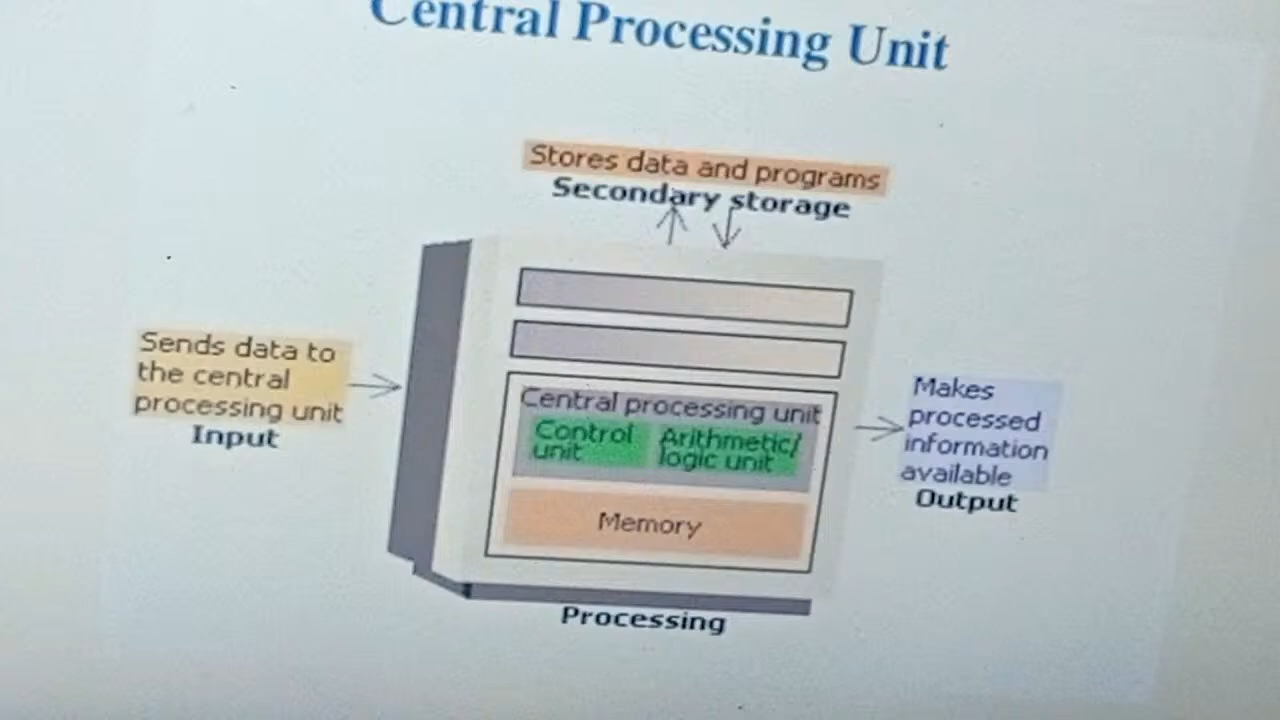 Central Processing Unit
Stores data and programs
Secondary storage
Sends data to
the central
processing unit
Input
Central processing unit
Control
unit
Arithmetic/
logic unit
Memory
Processing
Makes
processed
information
available
Output